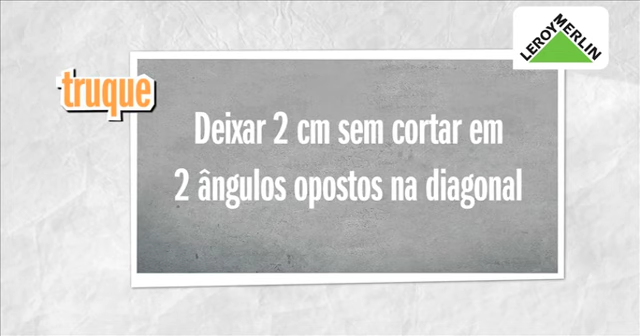 LEROY MERLIN
truque
Deixar 2 cm sem cortar em
2 ângulos opostos na diagonal